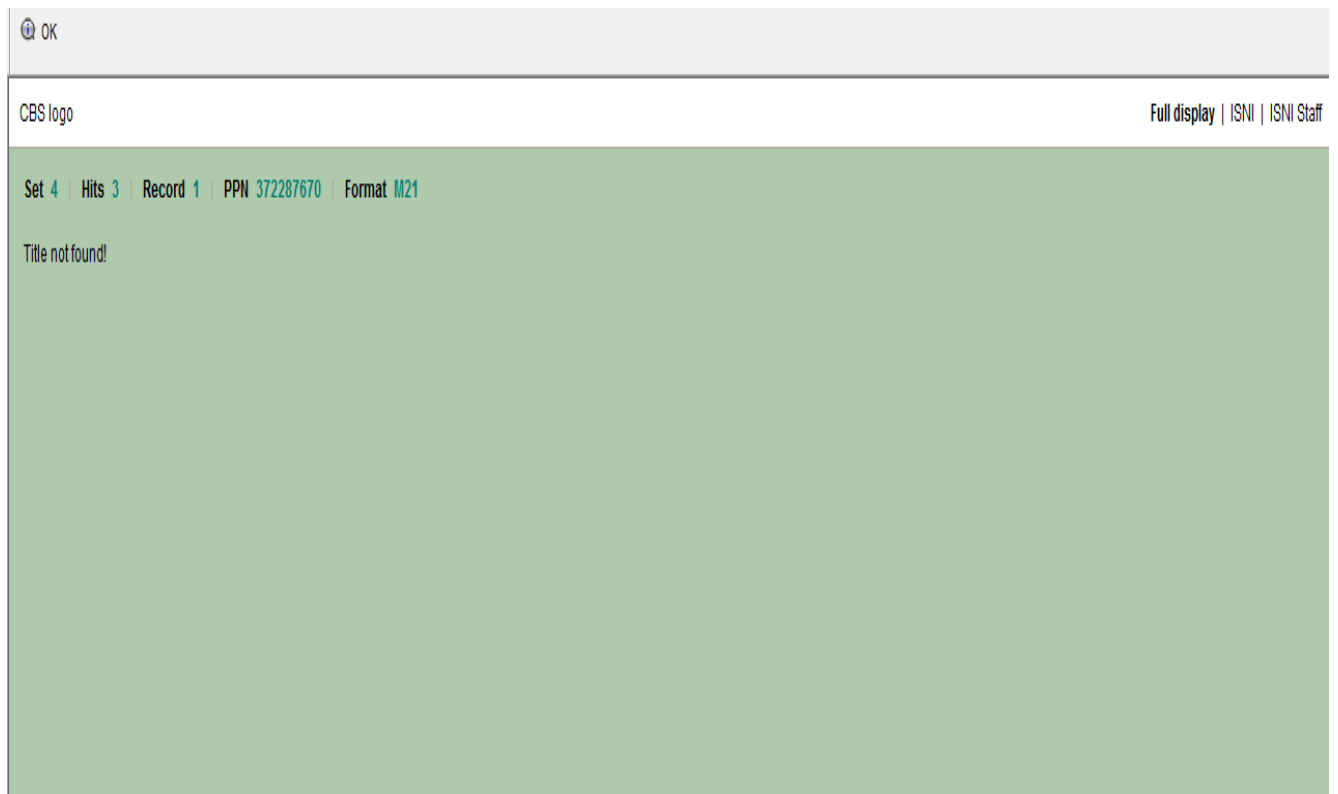 OK
CBS logo
Full display | ISNI | ISNI Staff
Set 4 | Hits 3 | Record 1 | PPN 372287670 | Format M21
Title not found!